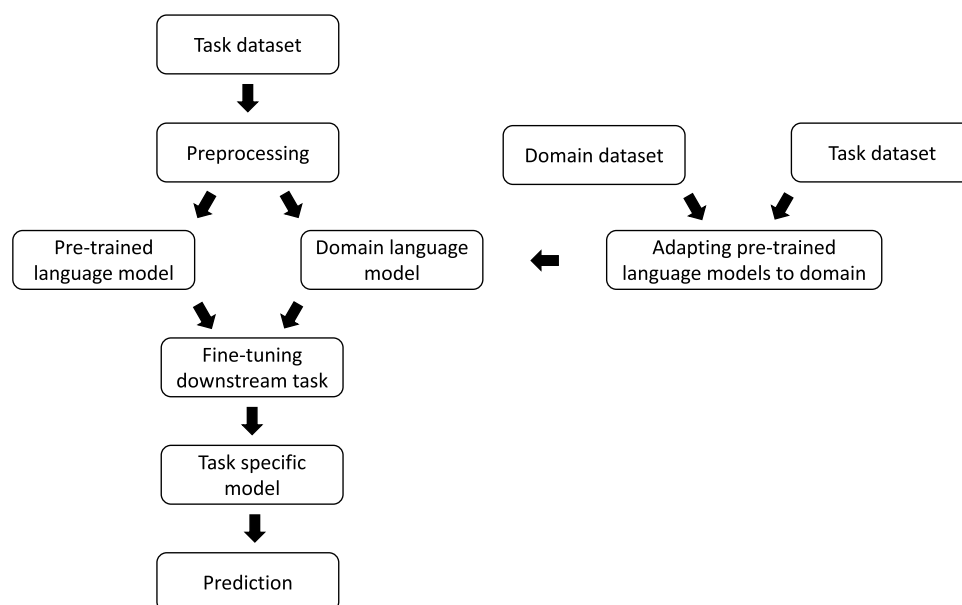 Task dataset
Preprocessing
Domain dataset
Task dataset
Pre-trained
language model
Domain language
model
Adapting pre-trained
language models to domain
Fine-tuning
downstream task
Task specific
model
Prediction